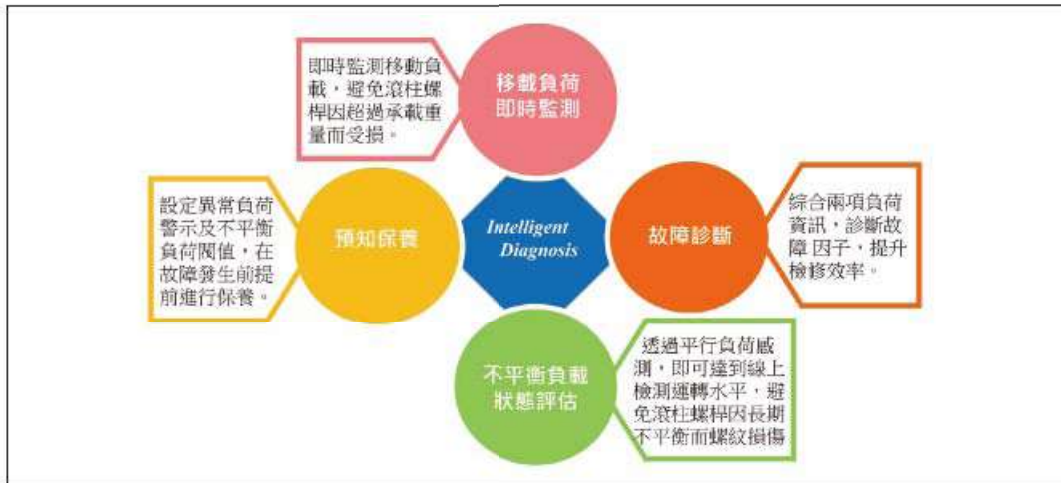 即時監測移動負
載，避免滾柱螺
桿因超過承載重
量而受損。
移載負荷
即時監測
設定異常負荷
警示及不平衡
負荷閥值，在
故障發生前提
前進行保養。
預知保養
Intelligent
Diagnosis
故障診斷
綜合兩項負荷
資訊，診斷故
障因子，提升
檢修效率。
不平衡負載
狀態評估
透過平行負荷感
測，即可達到線上
檢測運轉水平，避
免滾柱螺桿因長期
不平衡而螺紋損傷